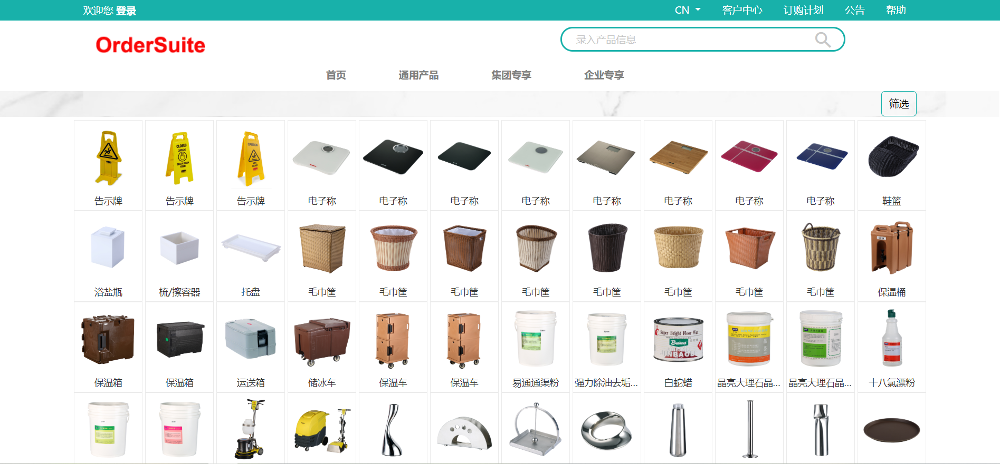 欢迎您 登录
CN 客户中心 订购计划 公告 帮助
OrderSuite
录入产品信息
首页 通用产品 集团专享 企业专享
筛选
CLOSED
CAUTION
告示牌 告示牌 告示牌 电子称 电子称 电子称 电子称 电子称 电子称 电子称 电子称 鞋篮
浴盐瓶 梳/擦容器 托盘 毛巾筐 毛巾筐 毛巾筐 毛巾筐 毛巾筐 毛巾筐 毛巾筐 毛巾筐 保温桶
Super Bright Floor Wax
Buckeye
JINBAOL
保温箱 保温箱 运送箱 储冰车 保温车 保温车 易通通渠粉 强力除油去垢... 白蛇蜡 晶亮大理石晶... 晶亮大理石晶... 十八氯漂粉